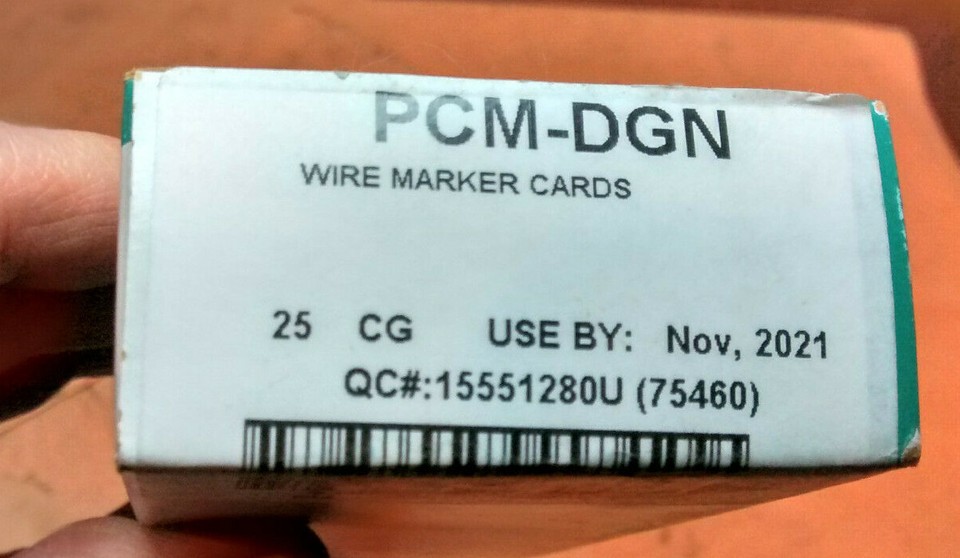 PCM-DGN
WIRE MARKER CARDS
25 CG USE BY: Nov, 2021
QC#:15551280U (75460)